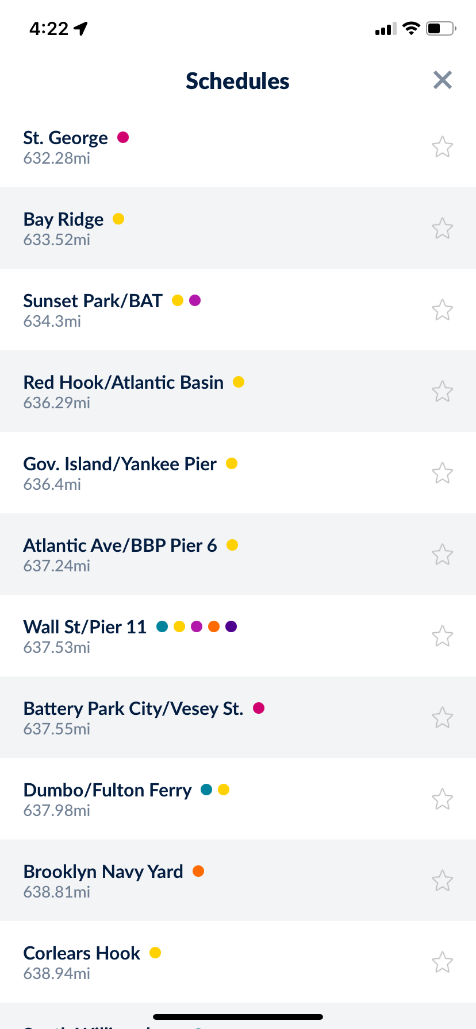 4:22
Schedules
St. George
632.28mi
Bay Ridge
633.52mi
Sunset Park/BAT
634.3mi
Red Hook/Atlantic Basin
636.29mi
Gov. Island/Yankee Pier
636.4mi
Atlantic Ave/BBP Pier 6
637.24mi
Wall St/Pier 11
637.53mi
Battery Park City/Vesey St.
637.55mi
Dumbo/Fulton Ferry
637.98mi
Brooklyn Navy Yard
638.81mi
Corlears Hook
638.94mi